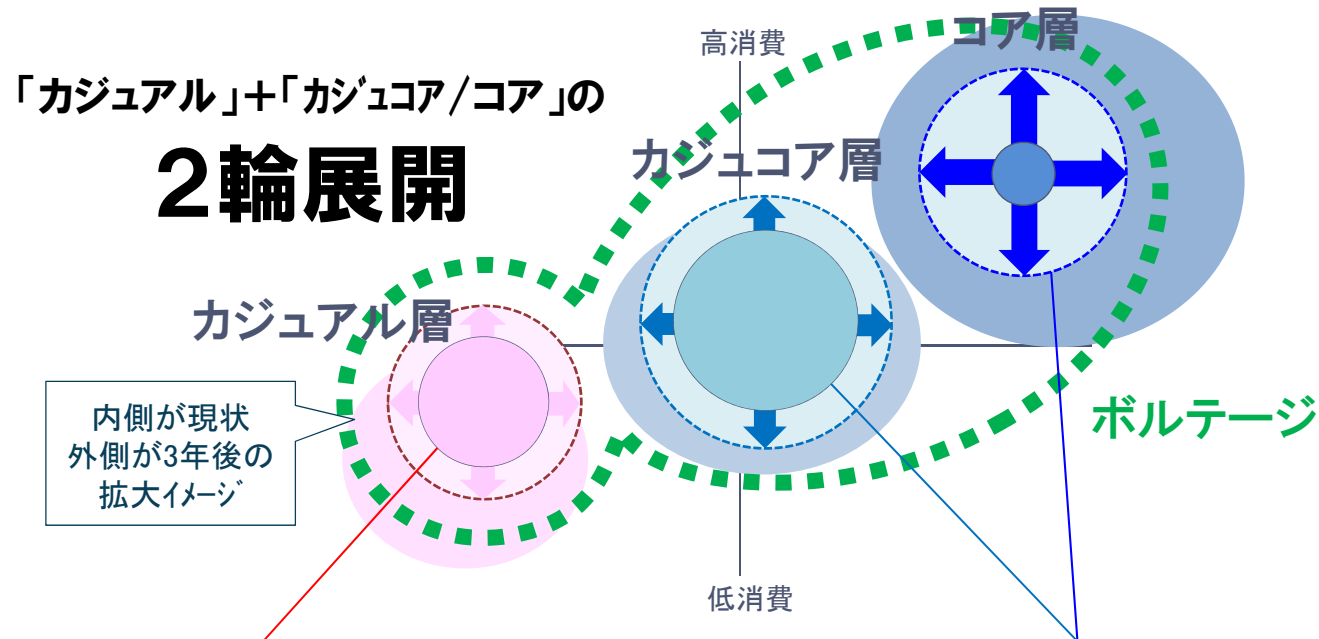 「カジュアル」+「カジュコア/コア」の
2輪展開
高消費
コア層
カジュコア層
カジュアル層
内側が現状
外側が3年後の
拡大イメージ
ボルテージ
低消費